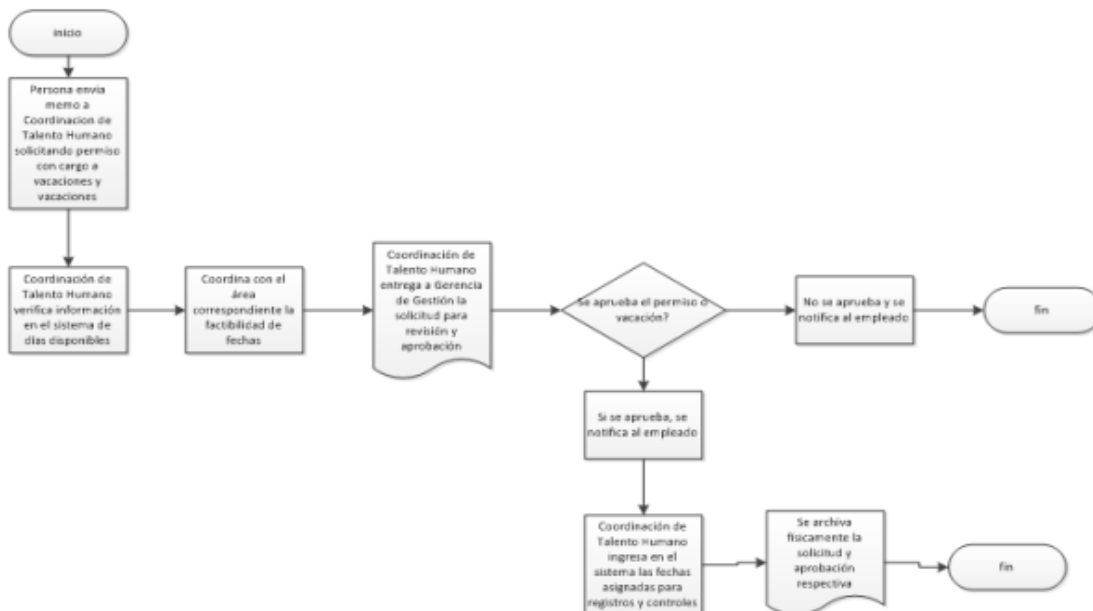 inicio
Persona envía
memo a
Coordinacion de
Talento Humano
solicitando permiso
con cargo a
vacaciones y
vacaciones
Coordinación de
Talento Humano
verifica información
en el sistema de
días disponibles
Coordina con el
área
correspondiente la
factibilidad de
fechas
Coordinación de
Talento Humano
entrega a Gerencia
de Gestión la
solicitud para
revisión y
aprobación
Se aprueba el permiso o
vacación?
No se aprueba y se
notifica al empleado
fin
Si se aprueba, se
notifica al empleado
Coordinación de
Talento Humano
ingresa en el
sistema las fechas
asignadas para
registros y controles
Se archiva
físicamente la
solicitud y
aprobación
respectiva
fin